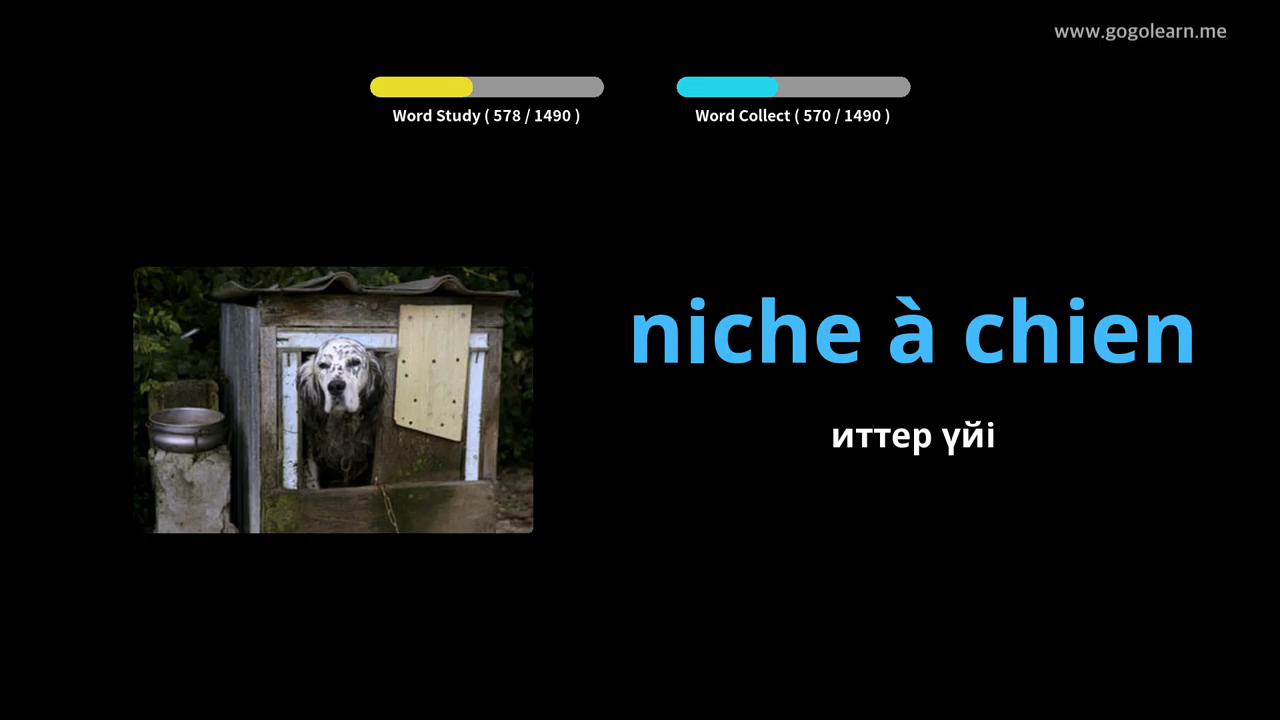 www.gogolearn.me
Word Study ( 578 / 1490 )
Word Collect ( 570 / 1490 )
niche à chien
иттер үйі